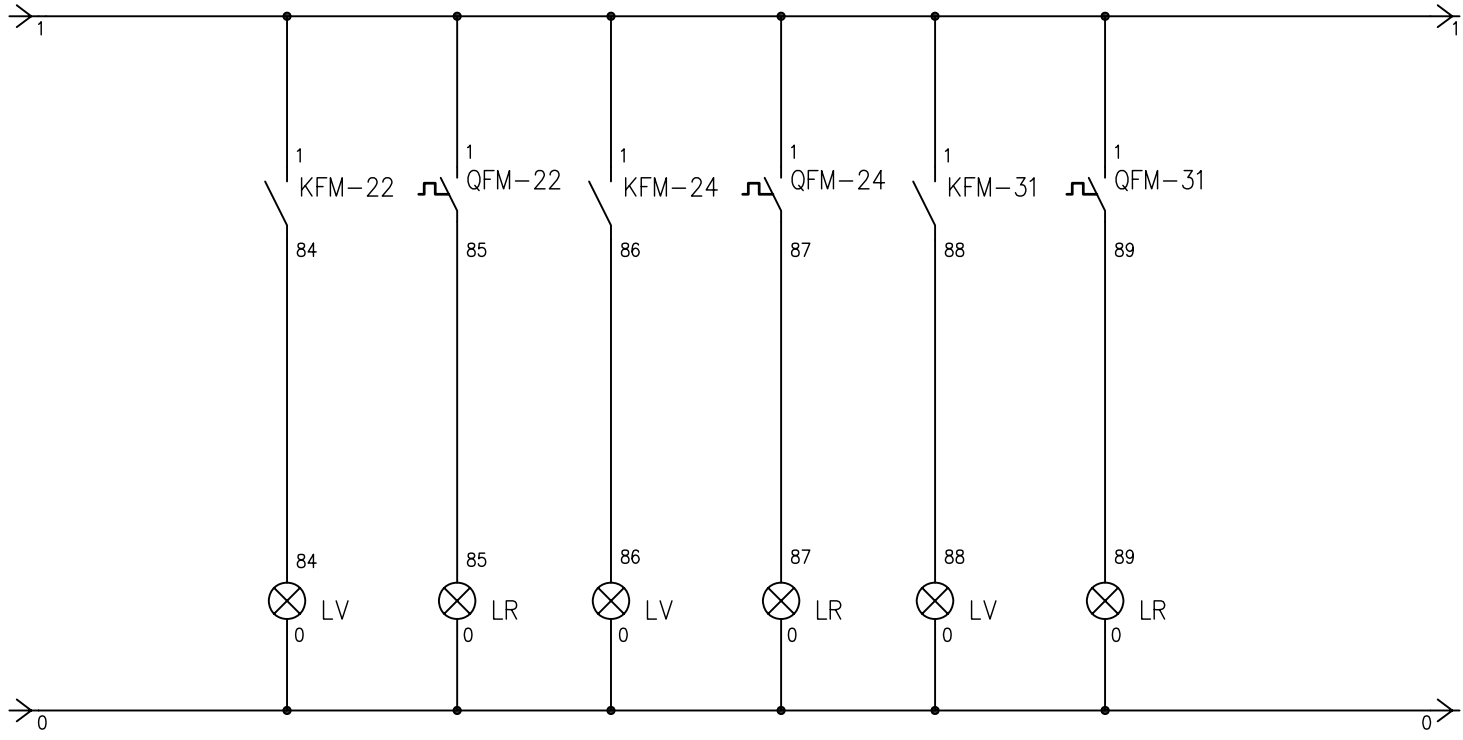 1 1
1 1 1 1 1 1
KFM-22 QFM-22 KFM-24 QFM-24 KFM-31 QFM-31
84 85 86 87 88 89
84 85 86 87 88 89
LV LR LV LR LV LR
0 0 0 0 0 0
0 0